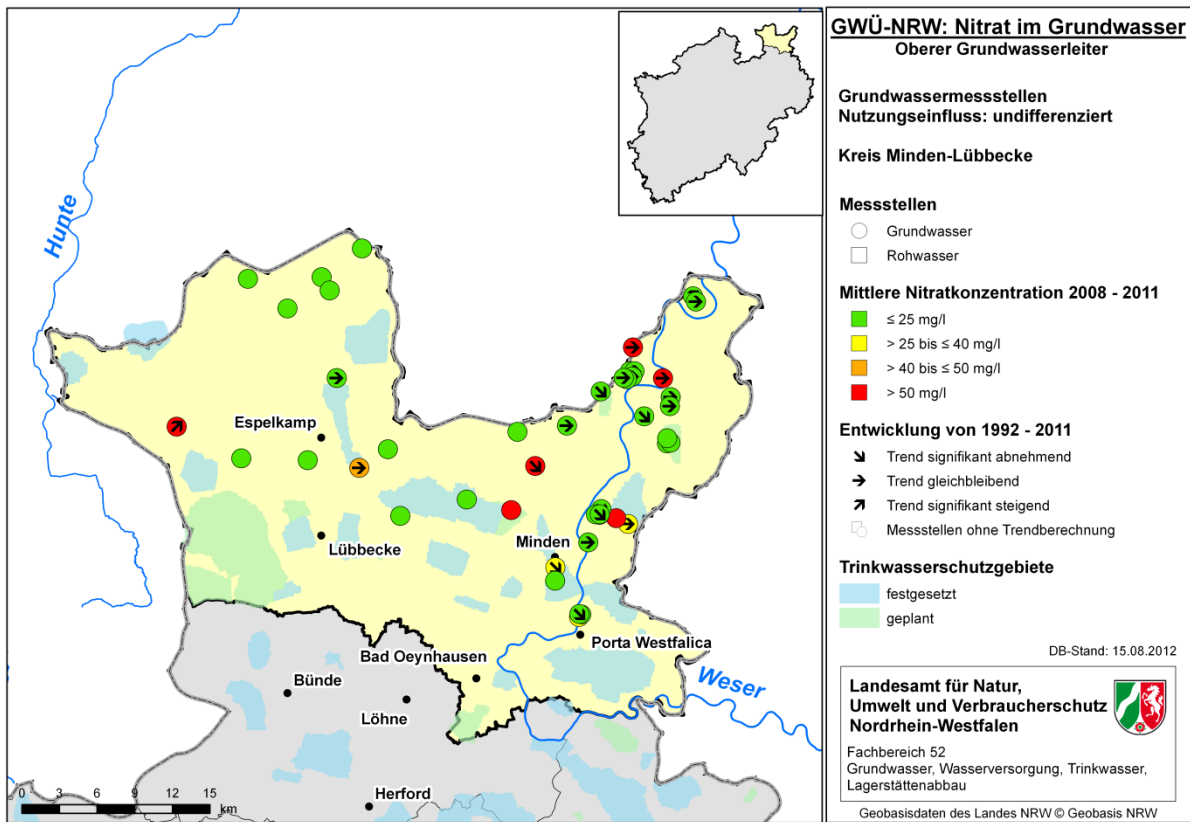 GWÜ-NRW: Nitrat im Grundwasser
Oberer Grundwasserleiter
Grundwassermessstellen
Nutzungseinfluss: undifferenziert
Kreis Minden-Lübbecke
Messstellen
Grundwasser
Rohwasser
Mittlere Nitratkonzentration 2008 - 2011
≤ 25 mg/l
> 25 bis ≤ 40 mg/l
> 40 bis ≤ 50 mg/l
> 50 mg/l
Entwicklung von 1992 - 2011
Trend signifikant abnehmend
Trend gleichbleibend
Trend signifikant steigend
Messstellen ohne Trendberechnung
Trinkwasserschutzgebiete
festgesetzt
geplant
DB-Stand: 15.08.2012
Landesamt für Natur,
Umwelt und Verbraucherschutz
Nordrhein-Westfalen
Fachbereich 52
Grundwasser, Wasserversorgung, Trinkwasser,
Lagerstättenabbau
Geobasisdaten des Landes NRW © Geobasis NRW
Hunte
Espelkamp
Lübbecke
Minden
Porta Westfalica
Bad Oeynhausen
Weser
Bünde
Löhne
Herford
0 3 6 9 12 15
km